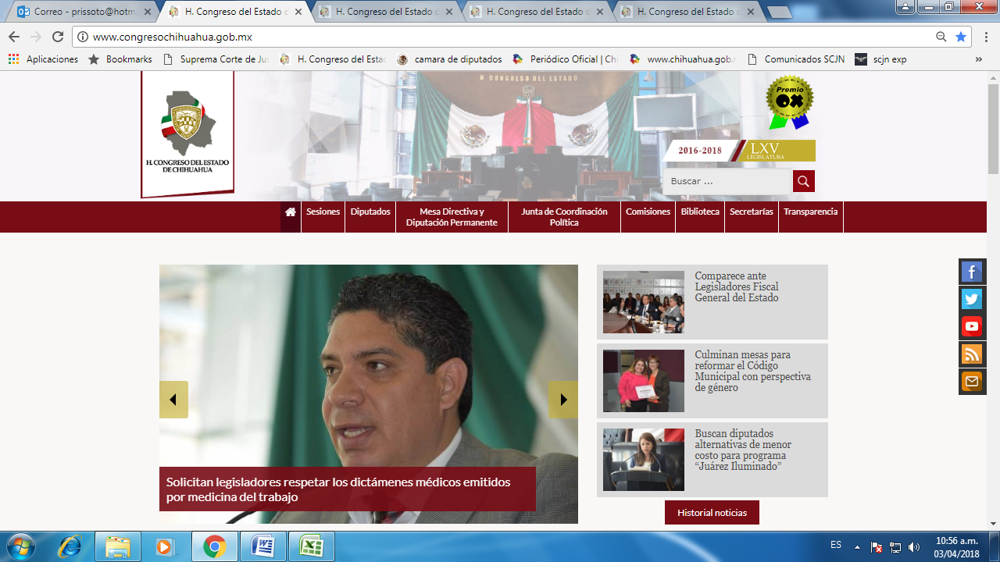 Correo - prissoto@hotm
H. Congreso del Estado
H. Congreso del Estado d
H. Congreso del Estado d
H. Congreso del Estado d
www.congresochihuahua.gob.mx
Aplicaciones
Bookmarks
Suprema Corte de Jus
H. Congreso del Estad
camara de diputados
Periódico Oficial | Chi
www.chihuahua.gob.
Comunicados SCJN
scjn exp
»
H. CONGRESO DEL ESTADO
Premio
OX
H. CONGRESO DEL ESTADO
DE CHIHUAHUA
2016-2018
LXV
LEGISLATURA
Buscar ...
Sesiones
Diputados
Mesa Directiva y
Diputación Permanente
Junta de Coordinación
Política
Comisiones
Biblioteca
Secretarías
Transparencia
Solicitan legisladores respetar los dictámenes médicos emitidos
por medicina del trabajo
Comparece ante
Legisladores Fiscal
General del Estado
Culminan mesas para
reformar el Código
Municipal con perspectiva
de género
Buscan diputados
alternativas de menor
costo para programa
“Juárez Iluminado”
Historial noticias
ES
10:56 a.m.
03/04/2018